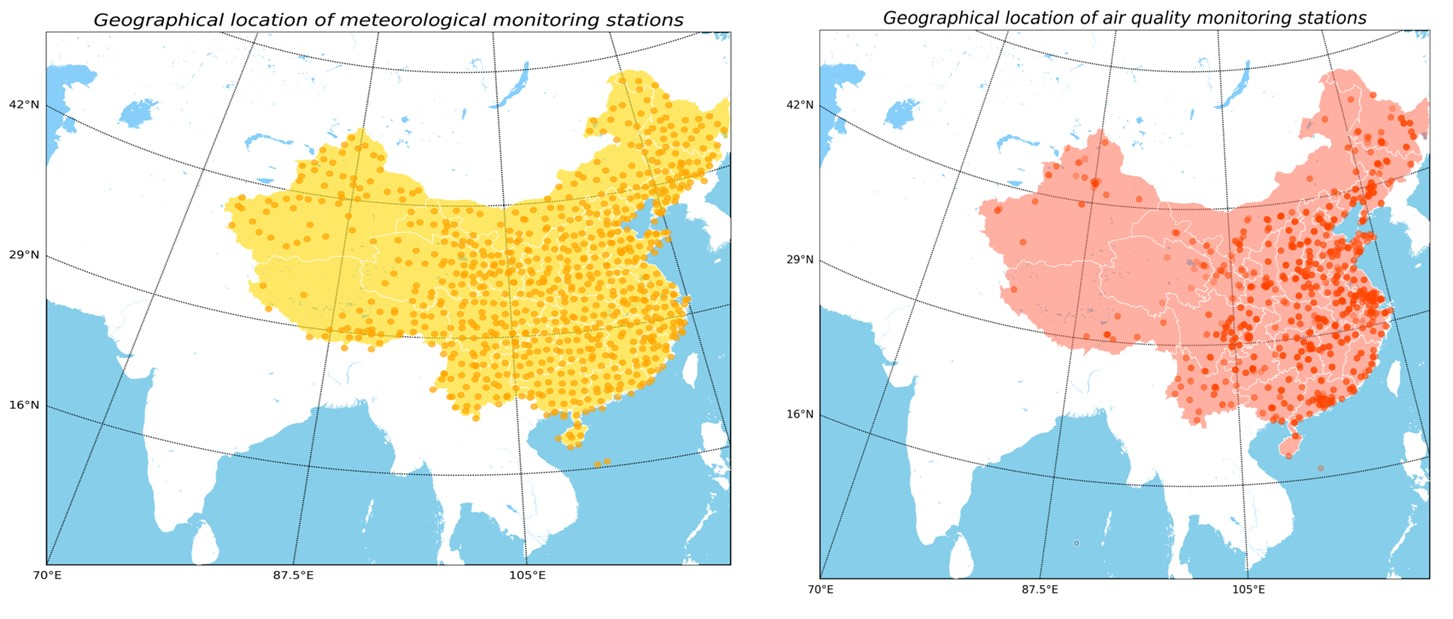 Geographical location of meteorological monitoring stations
42°N
29°N
16°N
70°E
87.5°E
105°E
Geographical location of air quality monitoring stations
42°N
29°N
16°N
70°E
87.5°E
105°E